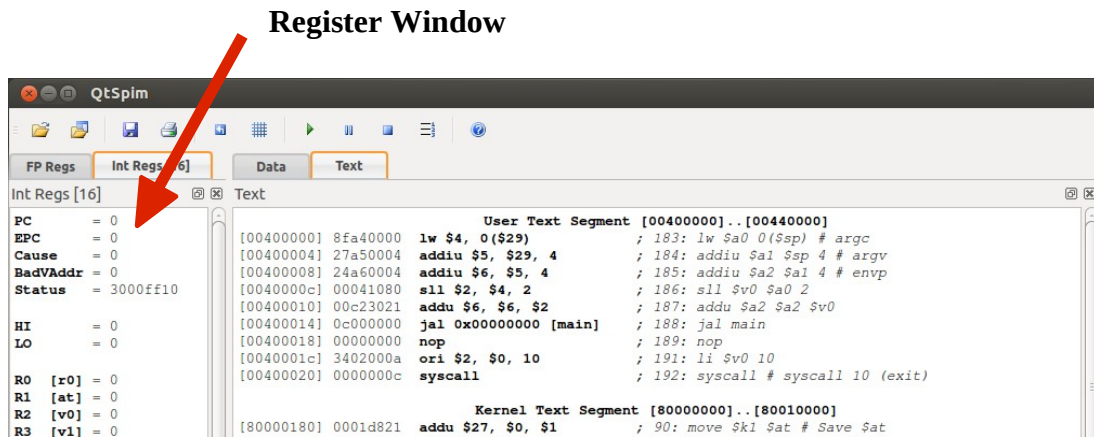 Register Window
QtSpim
FP Regs Int Regs [16] Data Text
Int Regs [16] Text
PC = 0
EPC = 0
Cause = 0
BadVAddr = 0
Status = 3000ff10
HI = 0
LO = 0
R0 [r0] = 0
R1 [at] = 0
R2 [v0] = 0
R3 [v1] = 0
User Text Segment [00400000]..[00440000]
[00400000] 8fa40000 lw $4, 0($29) ; 183: lw $a0 0($sp) # argc
[00400004] 27a50004 addiu $5, $29, 4 ; 184: addiu $a1 $sp 4 # argv
[00400008] 24a60004 addiu $6, $5, 4 ; 185: addiu $a2 $a1 4 # envp
[0040000c] 00041080 sll $2, $4, 2 ; 186: sll $v0 $a0 2
[00400010] 00c23021 addu $6, $6, $2 ; 187: addu $a2 $a2 $v0
[00400014] 0c000000 jal 0x00000000 [main] ; 188: jal main
[00400018] 00000000 nop ; 189: nop
[0040001c] 3402000a ori $2, $0, 10 ; 191: li $v0 10
[00400020] 0000000c syscall ; 192: syscall # syscall 10 (exit)
Kernel Text Segment [80000000]..[80010000]
[80000180] 0001d821 addu $27, $0, $1 ; 90: move $k1 $at # Save $at